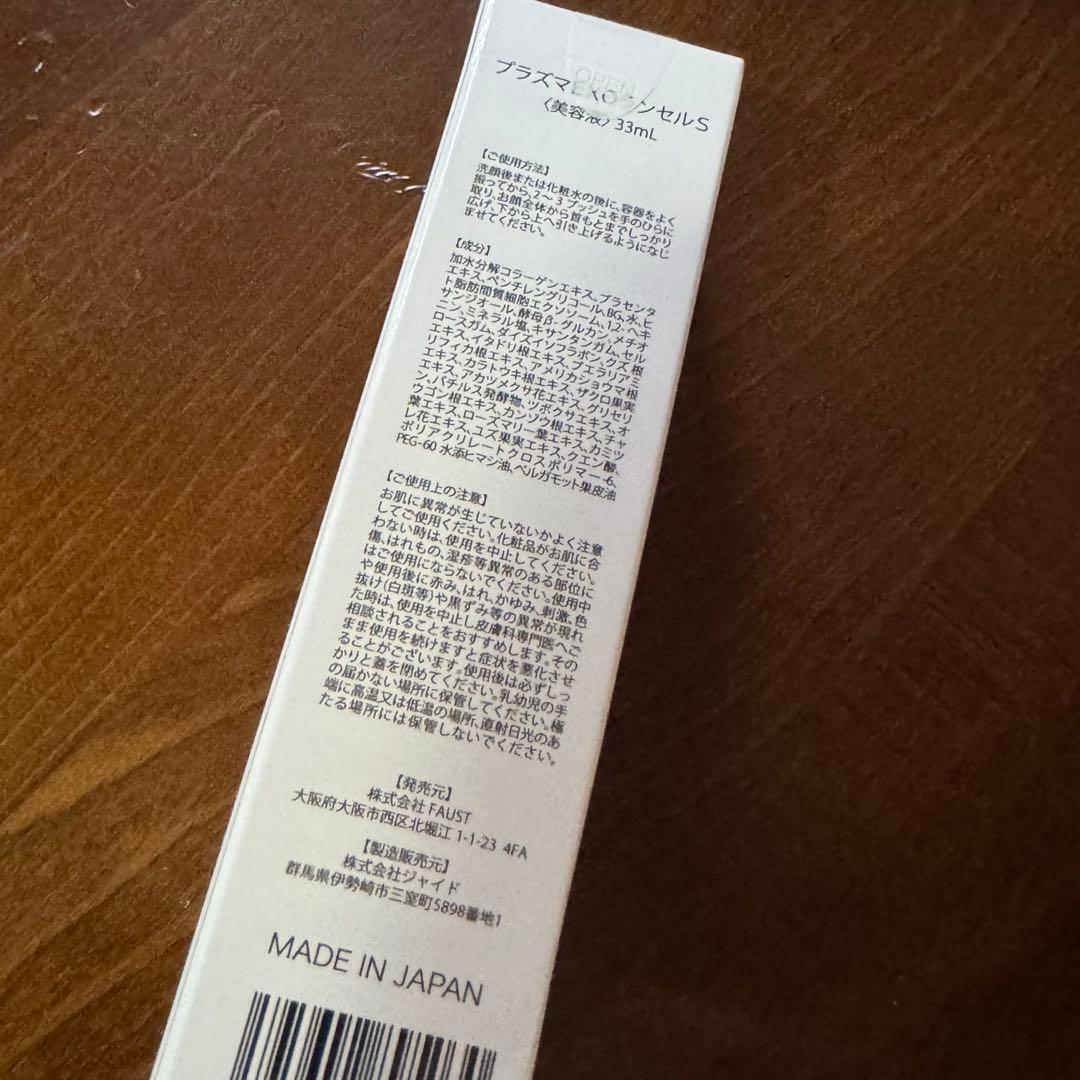 プラズマ ンセルS
OPEN
〈美容液〉33mL
【ご使用方法】
洗顔後または化粧水の後に、容器をよく
振ってから、2～3プッシュを手のひらに
取り、お顔全体から首もとまでしっかり
広げ、下から上へ引き上げるようになじ
ませてください。
【成分】
加水分解コラーゲンエキス、プラセンタ
エキス、ペンチレングリコール、BG、水、ヒ
ト脂肪間質細胞エクソソーム、1,2-ヘキ
サンジオール、酵母β-グルカン、メチオ
ニン、ミネラル塩、キサンタンガム、セル
ロースガム、ダイズイソフラボン、クズ根
エキス、イタドリ根エキス、プエラリアミ
リフィカ根エキス、アメリカショウマ根
エキス、カラトウキ根エキス、ザクロ果実
エキス、アカツメクサ花エキス、グリセリ
ン、バチルス発酵物、ツボクサエキス、オ
ウゴン根エキス、カンゾウ根エキス、チャ
葉エキス、ローズマリー葉エキス、カミツ
レ花エキス、ユズ果実エキス、クエン酸、
ポリアクリレートクロスポリマー-6、
PEG-60 水添ヒマシ油、ベルガモット果皮油
【ご使用上の注意】
お肌に異常が生じていないかよく注意
してご使用ください。化粧品がお肌に合
わない時は、使用を中止してください。
傷、はれもの、湿疹等異常のある部位に
はご使用にならないでください。使用中
や使用後に赤み、はれ、かゆみ、刺激、色
抜け(白斑等)や黒ずみ等の異常が現れ
た時は、使用を中止し皮膚科専門医へご
相談されることをおすすめします。その
まま使用を続けますと症状を悪化させ
ることがございます。使用後は必ずしっ
かりと蓋を閉めてください。乳幼児の手
の届かない場所に保管してください。極
端に高温又は低温の場所、直射日光のあ
たる場所には保管しないでください。
【発売元】
株式会社 FAUST
大阪府大阪市西区北堀江 1-1-23 4FA
【製造販売元】
株式会社ジャイド
群馬県伊勢崎市三室町5898番地1
MADE IN JAPAN